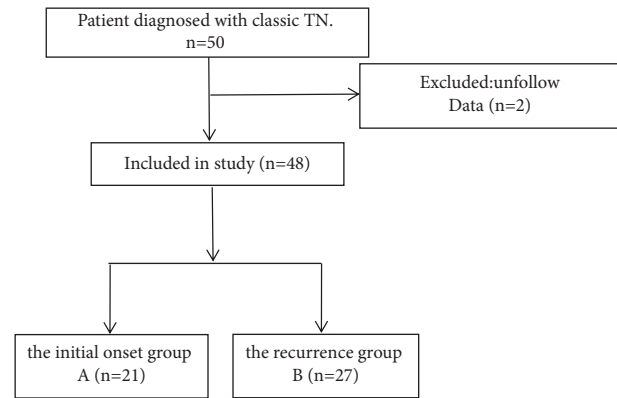 Patient diagnosed with classic TN.
n=50
Excluded:unfollow
Data (n=2)
Included in study (n=48)
the initial onset group
A (n=21)
the recurrence group
B (n=27)